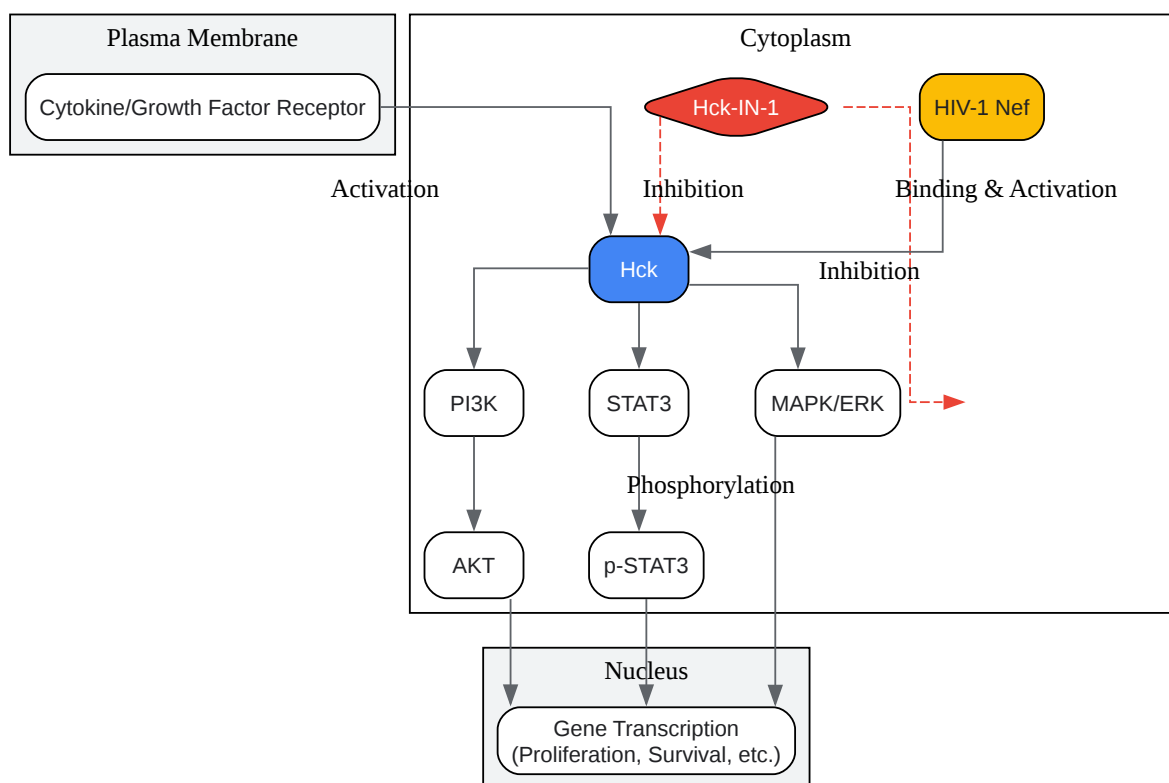 Plasma Membrane
Cytoplasm
Cytokine/Growth Factor Receptor
Hck-IN-1
HIV-1 Nef
Activation
Inhibition
Binding & Activation
Hck
Inhibition
PI3K
STAT3
MAPK/ERK
Phosphorylation
AKT
p-STAT3
Nucleus
Gene Transcription
(Proliferation, Survival, etc.)